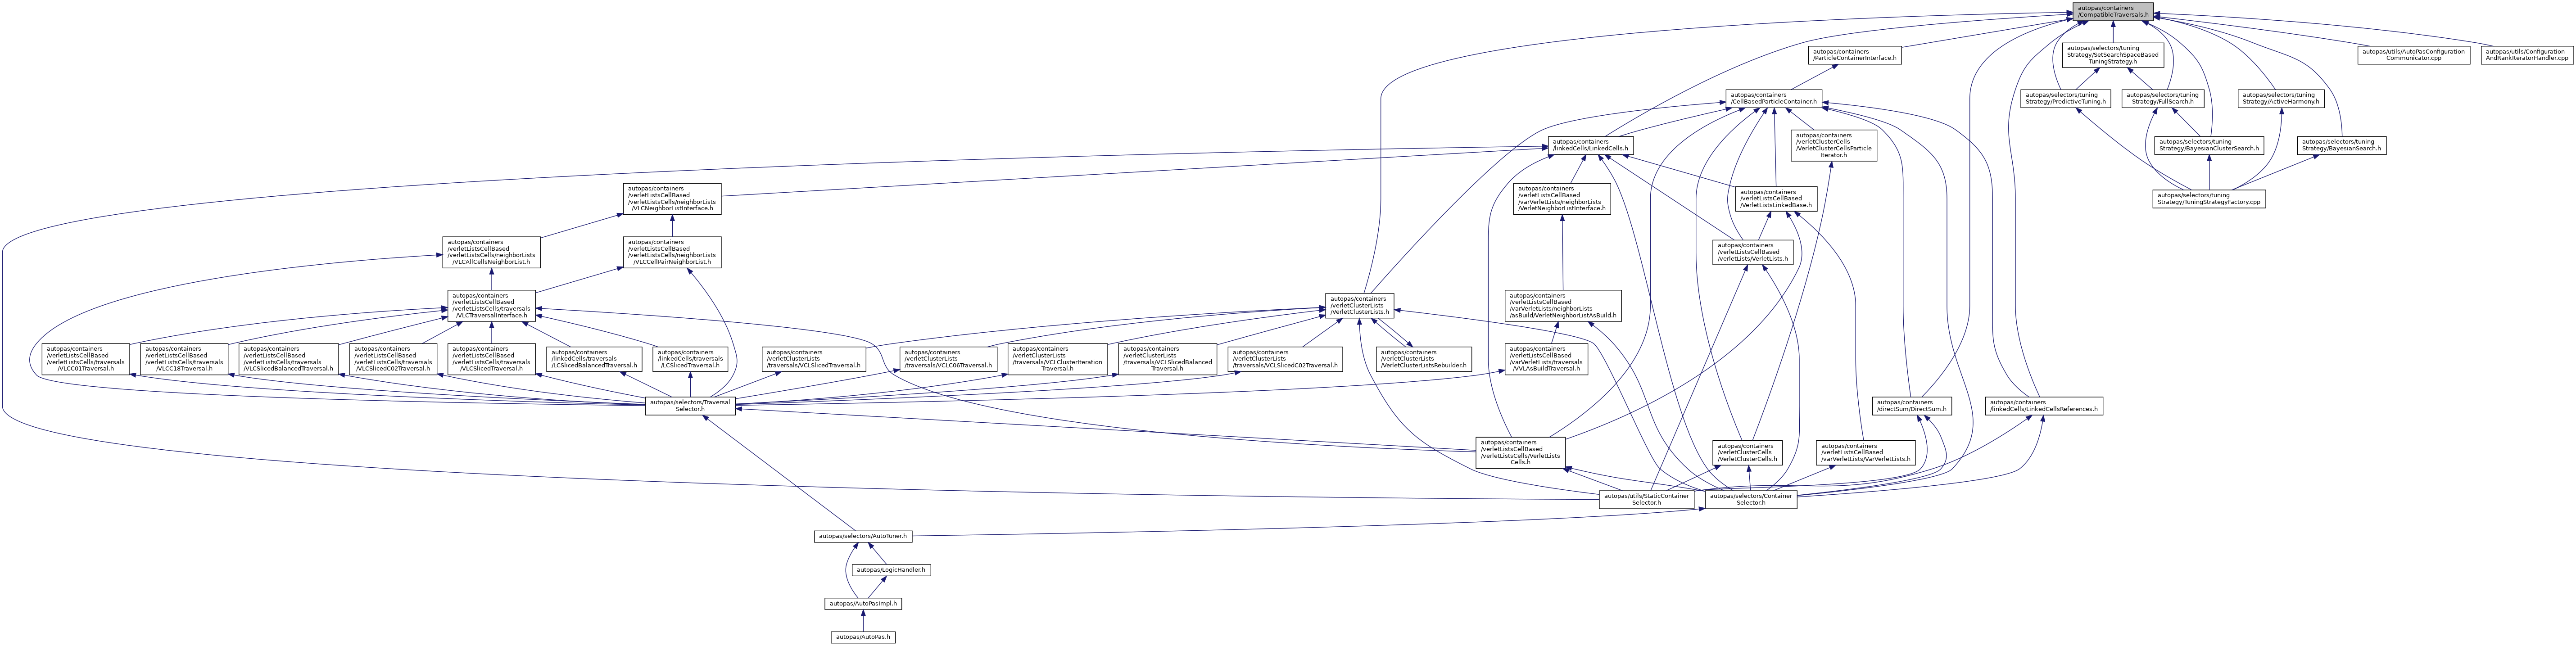 autopas/containers
/CompatibleTraversals.h
autopas/containers
/ParticleContainerInterface.h
autopas/selectors/tuning
Strategy/SetSearchSpaceBased
TuningStrategy.h
autopas/utils/AutoPasConfiguration
Communicator.cpp
autopas/utils/Configuration
AndRankIteratorHandler.cpp
autopas/containers
/CellBasedParticleContainer.h
autopas/selectors/tuning
Strategy/PredictiveTuning.h
autopas/selectors/tuning
Strategy/FullSearch.h
autopas/selectors/tuning
Strategy/ActiveHarmony.h
autopas/containers
/linkedCells/LinkedCells.h
autopas/containers
/verletClusterCells
/VerletClusterCellsParticle
Iterator.h
autopas/selectors/tuning
Strategy/BayesianClusterSearch.h
autopas/selectors/tuning
Strategy/BayesianSearch.h
autopas/containers
/verletListsCellBased
/verletListsCells/neighborLists
/VLCNeighborListInterface.h
autopas/containers
/verletListsCellBased
/varVerletLists/neighborLists
/VerletNeighborListInterface.h
autopas/containers
/verletListsCellBased
/VerletListsLinkedBase.h
autopas/selectors/tuning
Strategy/TuningStrategyFactory.cpp
autopas/containers
/verletListsCellBased
/verletListsCells/neighborLists
/VLCAllCellsNeighborList.h
autopas/containers
/verletListsCellBased
/verletListsCells/neighborLists
/VLCCellPairNeighborList.h
autopas/containers
/verletListsCellBased
/verletLists/VerletLists.h
autopas/containers
/verletListsCellBased
/verletListsCells/traversals
/VLCTraversalInterface.h
autopas/containers
/verletClusterLists
/VerletClusterLists.h
autopas/containers
/verletListsCellBased
/varVerletLists/neighborLists
/asBuild/VerletNeighborListAsBuild.h
autopas/containers
/verletListsCellBased
/verletListsCells/traversals
/VLCC01Traversal.h
autopas/containers
/verletListsCellBased
/verletListsCells/traversals
/VLCC18Traversal.h
autopas/containers
/verletListsCellBased
/verletListsCells/traversals
/VLCSlicedBalancedTraversal.h
autopas/containers
/verletListsCellBased
/verletListsCells/traversals
/VLCSlicedC02Traversal.h
autopas/containers
/verletListsCellBased
/verletListsCells/traversals
/VLCSlicedTraversal.h
autopas/containers
/linkedCells/traversals
/LCSlicedBalancedTraversal.h
autopas/containers
/linkedCells/traversals
/LCSlicedTraversal.h
autopas/containers
/verletClusterLists
/traversals/VCLSlicedTraversal.h
autopas/containers
/verletClusterLists
/traversals/VCLC06Traversal.h
autopas/containers
/verletClusterLists
/traversals/VCLClusterIteration
Traversal.h
autopas/containers
/verletClusterLists
/traversals/VCLSlicedBalanced
Traversal.h
autopas/containers
/verletClusterLists
/traversals/VCLSlicedC02Traversal.h
autopas/containers
/verletClusterLists
/VerletClusterListsRebuilder.h
autopas/containers
/verletListsCellBased
/varVerletLists/traversals
/VVLAsBuildTraversal.h
autopas/selectors/Traversal
Selector.h
autopas/containers
/directSum/DirectSum.h
autopas/containers
/linkedCells/LinkedCellsReferences.h
autopas/containers
/verletListsCellBased
/verletListsCells/VerletLists
Cells.h
autopas/containers
/verletClusterCells
/VerletClusterCells.h
autopas/containers
/verletListsCellBased
/varVerletLists/VarVerletLists.h
autopas/utils/StaticContainer
Selector.h
autopas/selectors/Container
Selector.h
autopas/selectors/AutoTuner.h
autopas/LogicHandler.h
autopas/AutoPasImpl.h
autopas/AutoPas.h